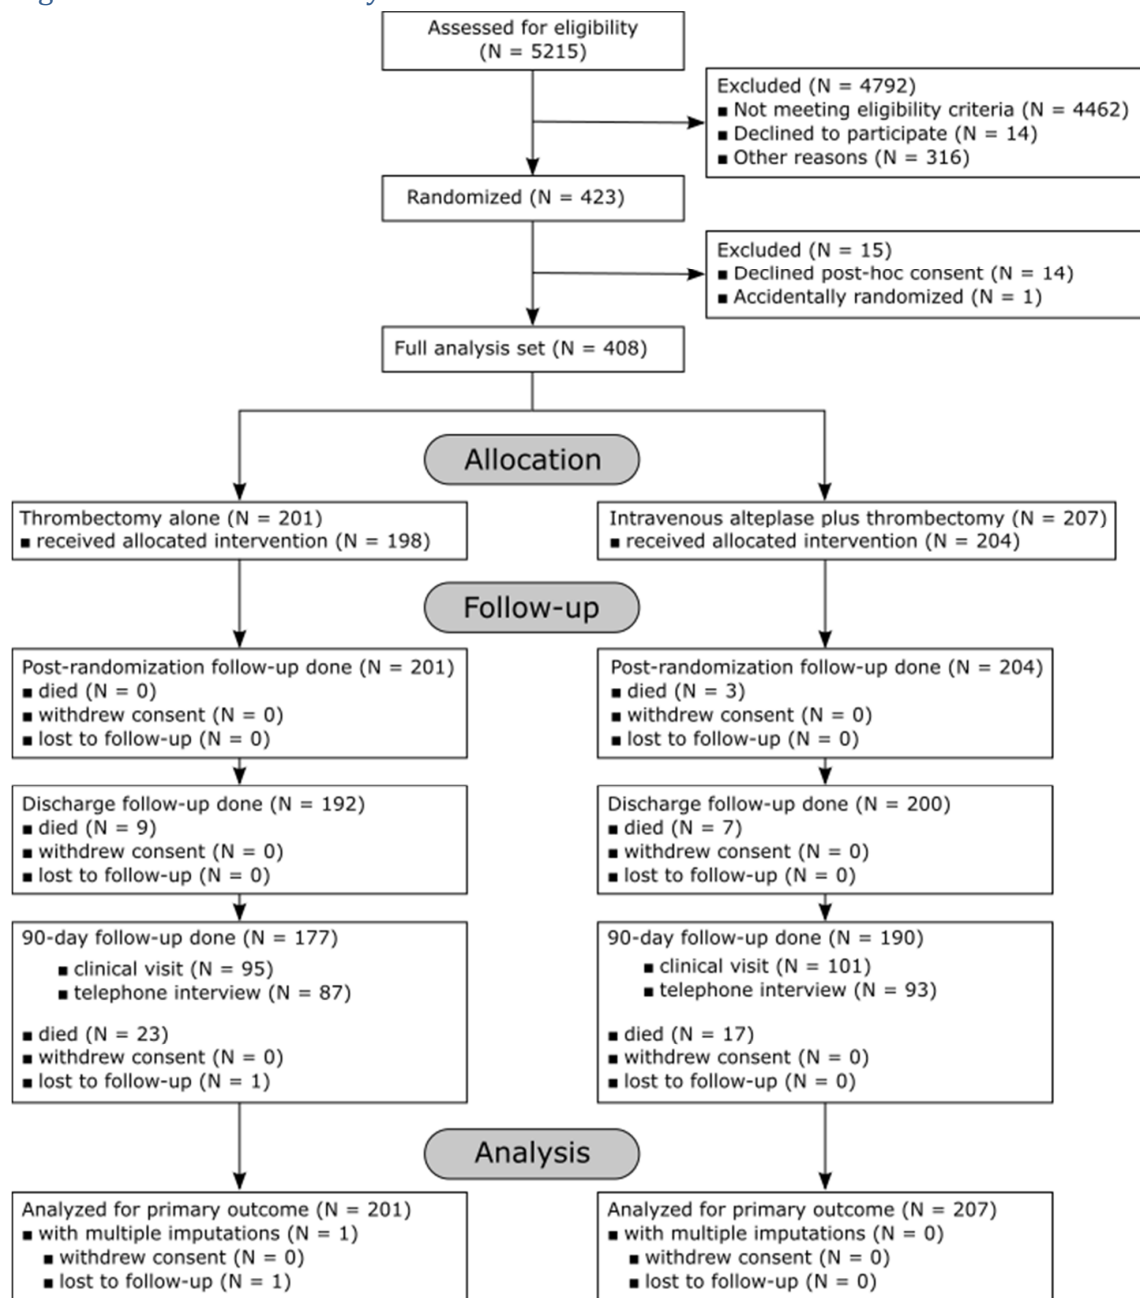 Assessed for eligibility
(N = 5215)
Excluded (N = 4792)
■ Not meeting eligibility criteria (N = 4462)
■ Declined to participate (N = 14)
■ Other reasons (N = 316)
Randomized (N = 423)
Excluded (N = 15)
■ Declined post-hoc consent (N = 14)
■ Accidentally randomized (N = 1)
Full analysis set (N = 408)
Allocation
Thrombectomy alone (N = 201)
■ received allocated intervention (N = 198)
Intravenous alteplase plus thrombectomy (N = 207)
■ received allocated intervention (N = 204)
Follow-up
Post-randomization follow-up done (N = 201)
■ died (N = 0)
■ withdrew consent (N = 0)
■ lost to follow-up (N = 0)
Post-randomization follow-up done (N = 204)
■ died (N = 3)
■ withdrew consent (N = 0)
■ lost to follow-up (N = 0)
Discharge follow-up done (N = 192)
■ died (N = 9)
■ withdrew consent (N = 0)
■ lost to follow-up (N = 0)
Discharge follow-up done (N = 200)
■ died (N = 7)
■ withdrew consent (N = 0)
■ lost to follow-up (N = 0)
90-day follow-up done (N = 177)
■ clinical visit (N = 95)
■ telephone interview (N = 87)
■ died (N = 23)
■ withdrew consent (N = 0)
■ lost to follow-up (N = 1)
90-day follow-up done (N = 190)
■ clinical visit (N = 101)
■ telephone interview (N = 93)
■ died (N = 17)
■ withdrew consent (N = 0)
■ lost to follow-up (N = 0)
Analysis
Analyzed for primary outcome (N = 201)
■ with multiple imputations (N = 1)
■ withdrew consent (N = 0)
■ lost to follow-up (N = 1)
Analyzed for primary outcome (N = 207)
■ with multiple imputations (N = 0)
■ withdrew consent (N = 0)
■ lost to follow-up (N = 0)